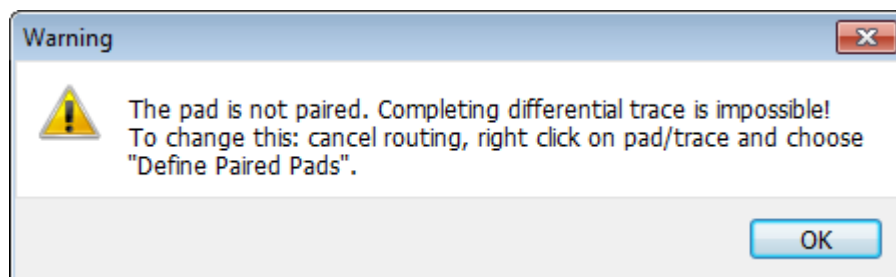 Warning
The pad is not paired. Completing differential trace is impossible!
To change this: cancel routing, right click on pad/trace and choose
"Define Paired Pads".
OK